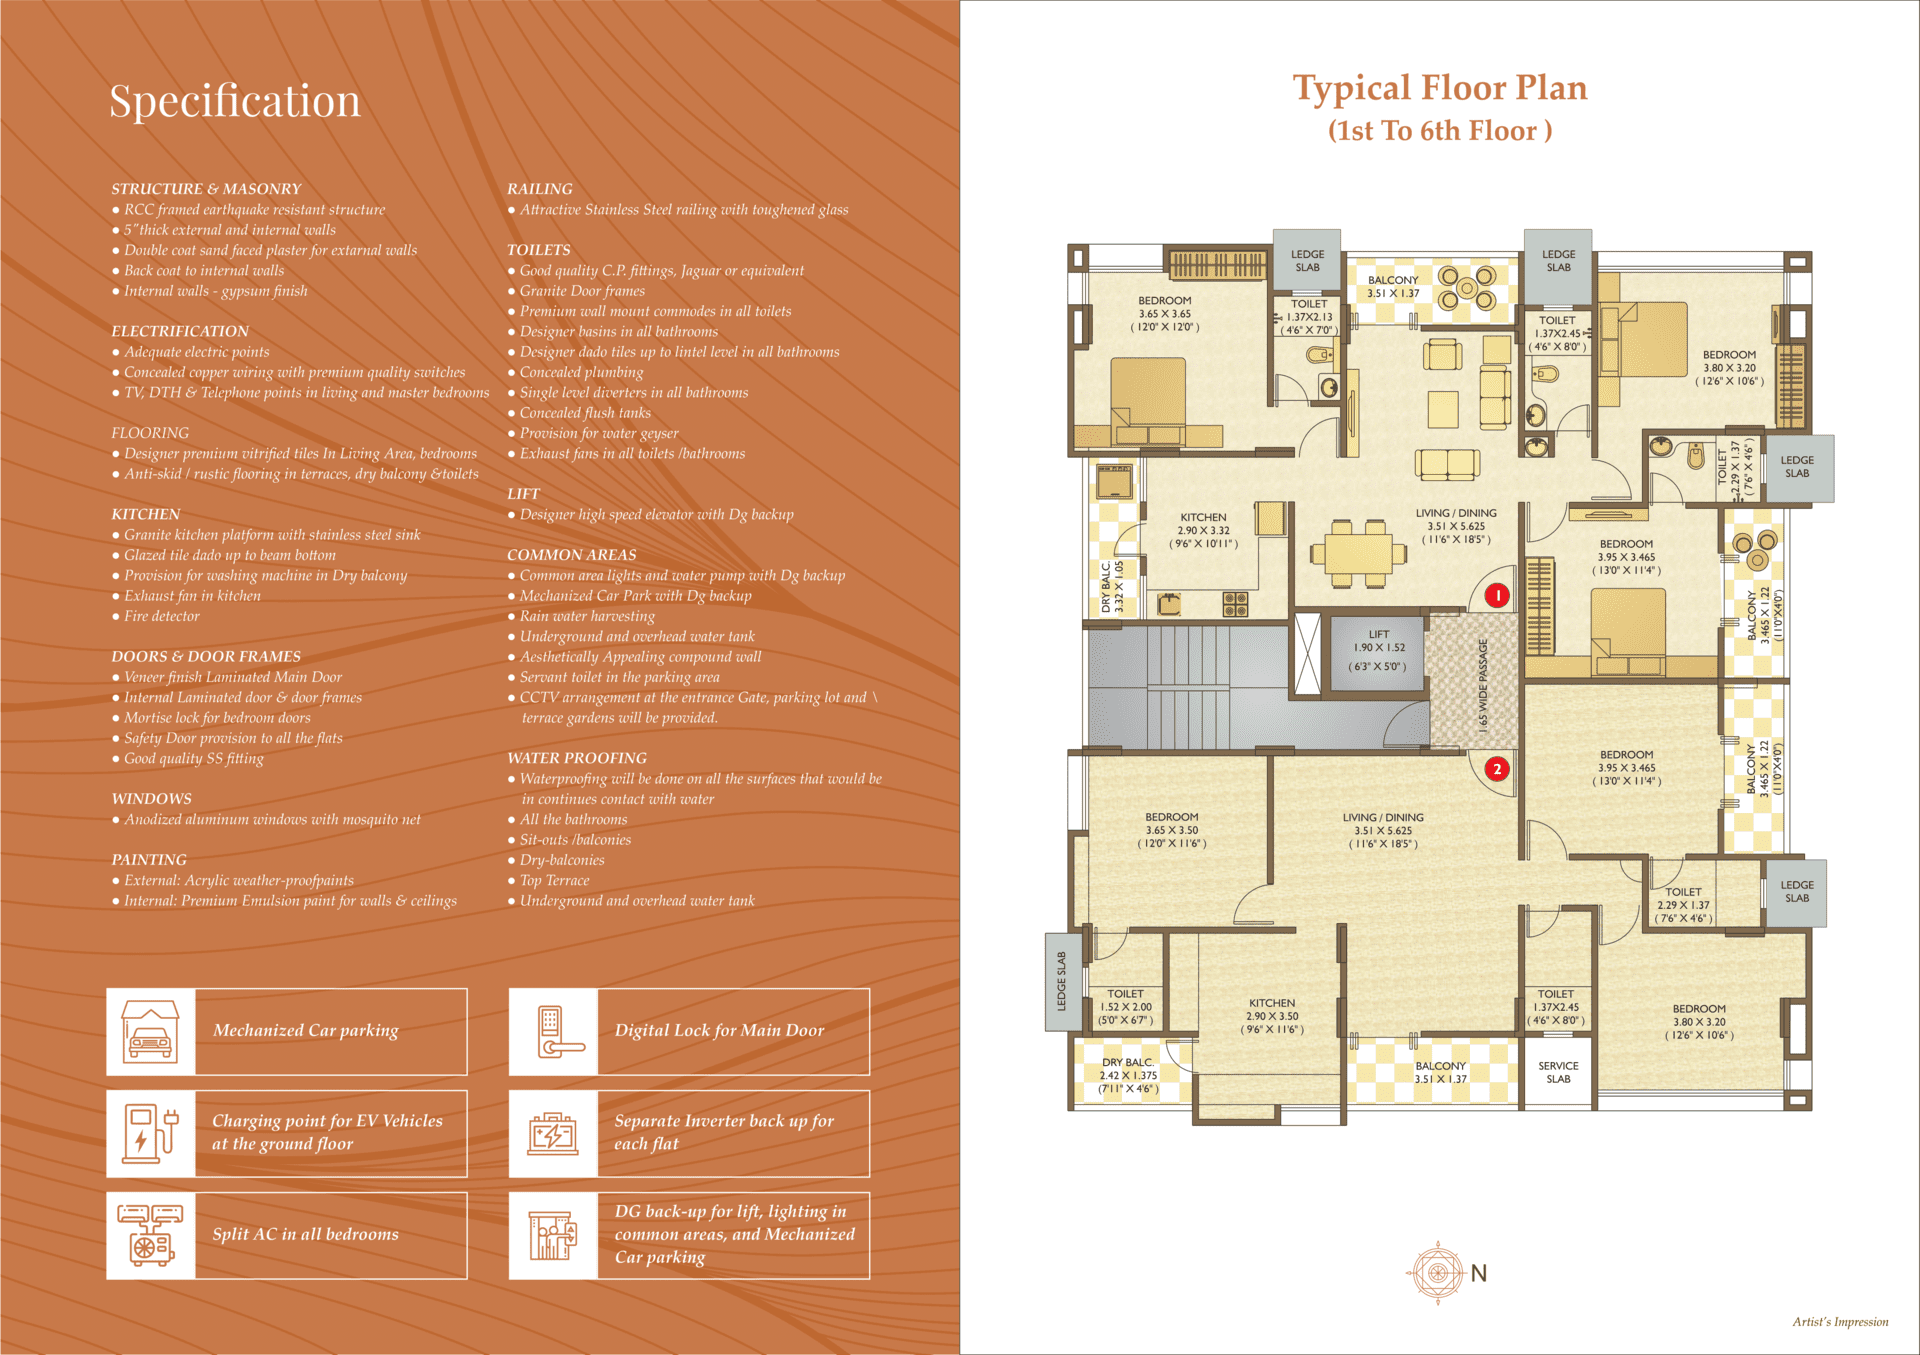 Specification
STRUCTURE & MASONRY
● RCC framed earthquake resistant structure
● 5"thick external and internal walls
● Double coat sand faced plaster for extarnal walls
● Back coat to internal walls
● Internal walls - gypsum finish
ELECTRIFICATION
● Adequate electric points
● Concealed copper wiring with premium quality switches
● TV, DTH & Telephone points in living and master bedrooms
FLOORING
● Designer premium vitrified tiles In Living Area, bedrooms
● Anti-skid / rustic flooring in terraces, dry balcony &toilets
KITCHEN
● Granite kitchen platform with stainless steel sink
● Glazed tile dado up to beam bottom
● Provision for washing machine in Dry balcony
● Exhaust fan in kitchen
● Fire detector
DOORS & DOOR FRAMES
● Veneer finish Laminated Main Door
● Internal Laminated door & door frames
● Mortise lock for bedroom doors
● Safety Door provision to all the flats
● Good quality SS fitting
WINDOWS
● Anodized aluminum windows with mosquito net
PAINTING
● External: Acrylic weather-proofpaints
● Internal: Premium Emulsion paint for walls & ceilings
RAILING
● Attractive Stainless Steel railing with toughened glass
TOILETS
● Good quality C.P. fittings, Jaguar or equivalent
● Granite Door frames
● Premium wall mount commodes in all toilets
● Designer basins in all bathrooms
● Designer dado tiles up to lintel level in all bathrooms
● Concealed plumbing
● Single level diverters in all bathrooms
● Concealed flush tanks
● Provision for water geyser
● Exhaust fans in all toilets /bathrooms
LIFT
● Designer high speed elevator with Dg backup
COMMON AREAS
● Common area lights and water pump with Dg backup
● Mechanized Car Park with Dg backup
● Rain water harvesting
● Underground and overhead water tank
● Aesthetically Appealing compound wall
● Servant toilet in the parking area
● CCTV arrangement at the entrance Gate, parking lot and \
terrace gardens will be provided.
WATER PROOFING
● Waterproofing will be done on all the surfaces that would be
in continues contact with water
● All the bathrooms
● Sit-outs /balconies
● Dry-balconies
● Top Terrace
● Underground and overhead water tank
Mechanized Car parking
Digital Lock for Main Door
Charging point for EV Vehicles
at the ground floor
Separate Inverter back up for
each flat
Split AC in all bedrooms
DG back-up for lift, lighting in
common areas, and Mechanized
Car parking
Typical Floor Plan
(1st To 6th Floor )
LEDGE
SLAB
LEDGE
SLAB
BEDROOM
3.65 X 3.65
( 12'0" X 12'0" )
TOILET
1.37X2.13
( 4'6" X 7'0" )
BALCONY
3.51 X 1.37
TOILET
1.37X2.45
( 4'6" X 8'0" )
BEDROOM
3.80 X 3.20
( 12'6" X 10'6" )
TOILET
2.29 X 1.37
( 7'6" X 4'6" )
LEDGE
SLAB
KITCHEN
2.90 X 3.32
( 9'6" X 10'11" )
LIVING / DINING
3.51 X 5.625
( 11'6" X 18'5" )
BEDROOM
3.95 X 3.465
( 13'0" X 11'4" )
DRY BALC.
3.32 X 1.05
BALCONY
3.465 X 1.22
(11'0"X4'0")
1
LIFT
1.90 X 1.52
( 6'3" X 5'0" )
1.65 WIDE PASSAGE
2
BEDROOM
3.95 X 3.465
( 13'0" X 11'4" )
BALCONY
3.465 X 1.22
(11'0"X4'0")
BEDROOM
3.65 X 3.50
( 12'0" X 11'6" )
LIVING / DINING
3.51 X 5.625
( 11'6" X 18'5" )
TOILET
2.29 X 1.37
( 7'6" X 4'6" )
LEDGE
SLAB
LEDGE SLAB
TOILET
1.52 X 2.00
(5'0" X 6'7" )
KITCHEN
2.90 X 3.50
( 9'6" X 11'6" )
TOILET
1.37X2.45
( 4'6" X 8'0" )
BEDROOM
3.80 X 3.20
( 12'6" X 10'6" )
DRY BALC.
2.42 X 1.375
(7'11" X 4'6" )
BALCONY
3.51 X 1.37
SERVICE
SLAB
N
Artist's Impression